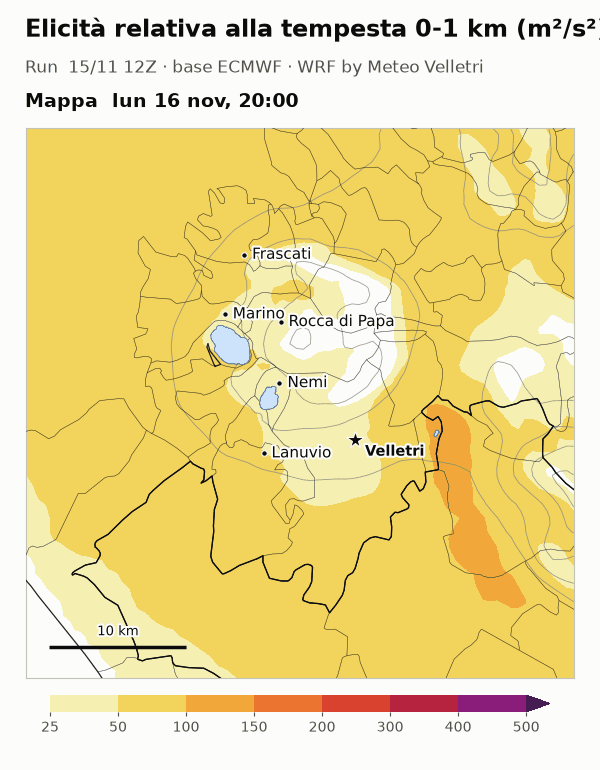 Elicità relativa alla tempesta 0-1 km (m²/s²)
Run  15/11 12Z · base ECMWF · WRF by Meteo Velletri
Mappa  lun 16 nov, 20:00
Frascati
Marino
Rocca di Papa
Nemi
Lanuvio
Velletri
10 km
25 50 100 150 200 300 400 500